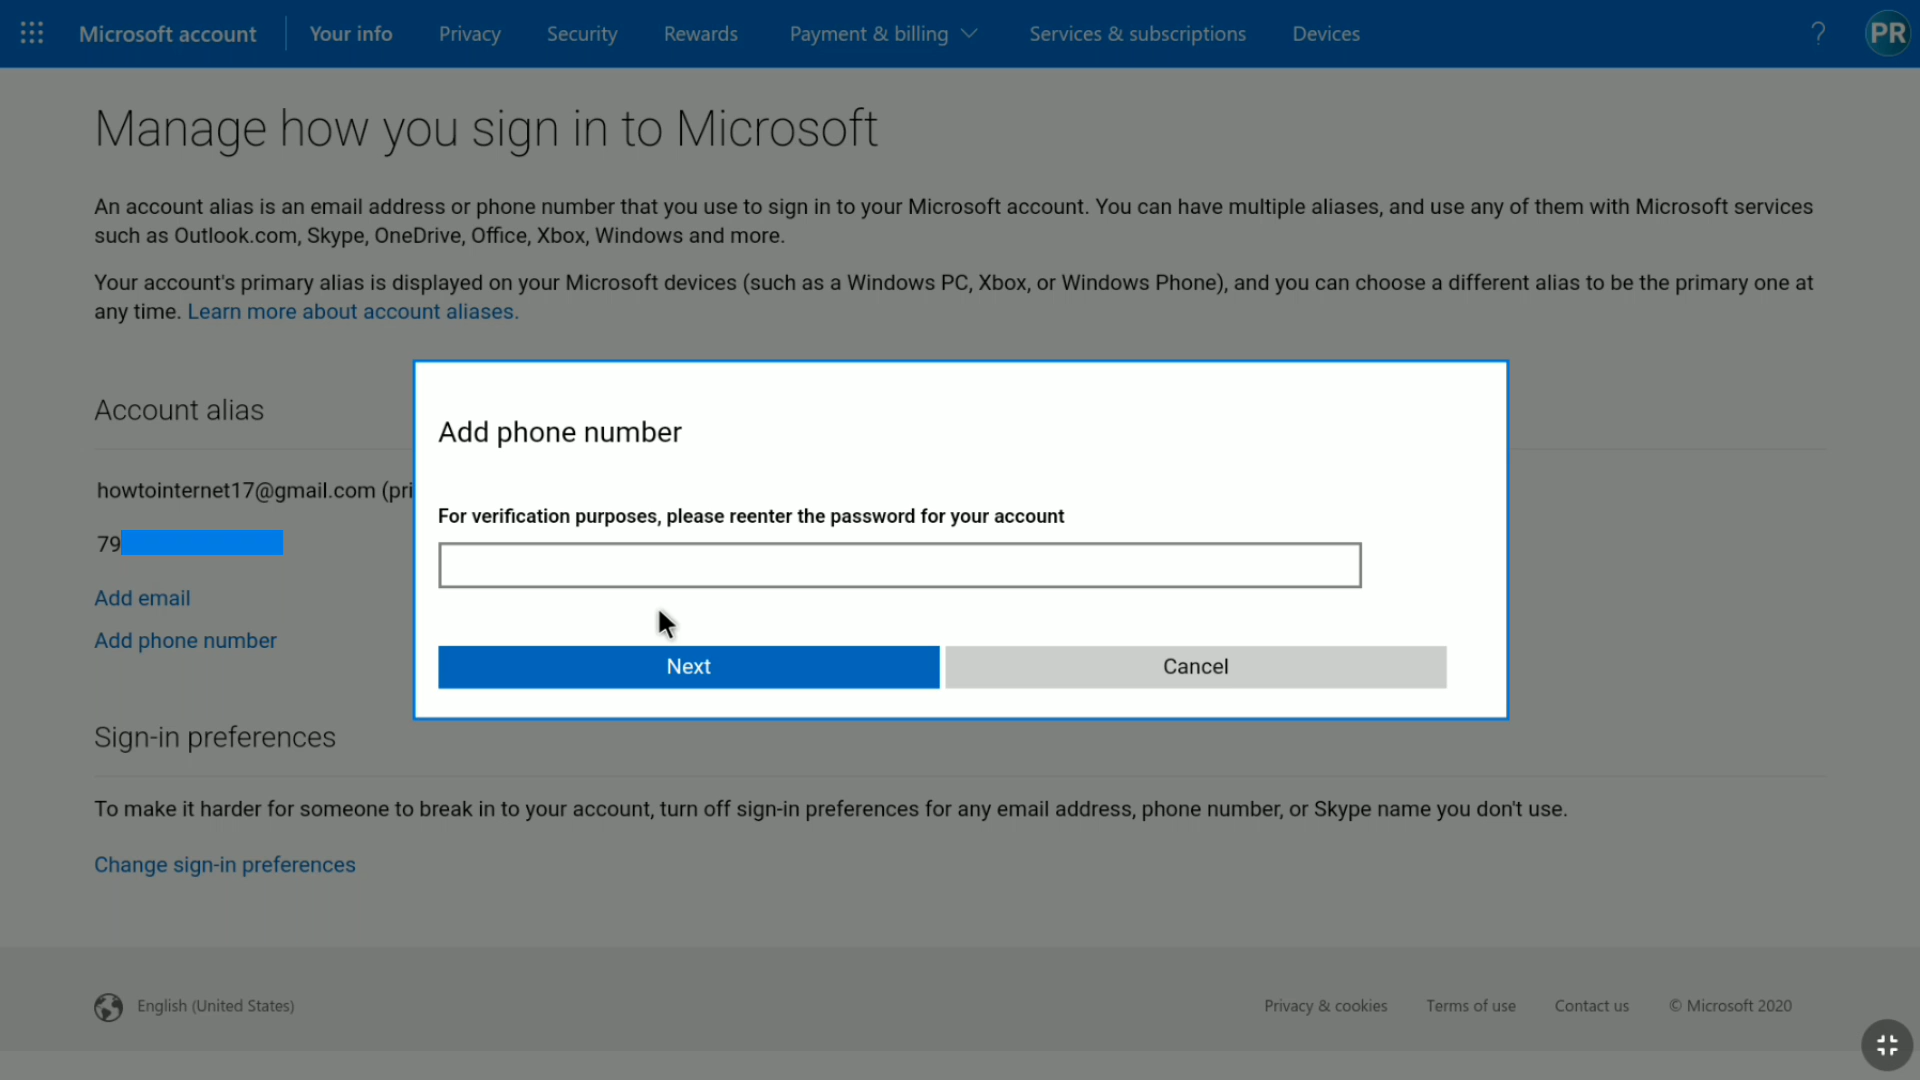 Microsoft account
Your info
Privacy
Security
Rewards
Payment & billing
Services & subscriptions
Devices
?
PR
Manage how you sign in to Microsoft
An account alias is an email address or phone number that you use to sign in to your Microsoft account. You can have multiple aliases, and use any of them with Microsoft services
such as Outlook.com, Skype, OneDrive, Office, Xbox, Windows and more.
Your account's primary alias is displayed on your Microsoft devices (such as a Windows PC, Xbox, or Windows Phone), and you can choose a different alias to be the primary one at
any time. Learn more about account aliases.
Account alias
howtointernet17@gmail.com (pri
79
Add email
Add phone number
Add phone number
For verification purposes, please reenter the password for your account
Next
Cancel
Sign-in preferences
To make it harder for someone to break in to your account, turn off sign-in preferences for any email address, phone number, or Skype name you don't use.
Change sign-in preferences
English (United States)
Privacy & cookies
Terms of use
Contact us
© Microsoft 2020